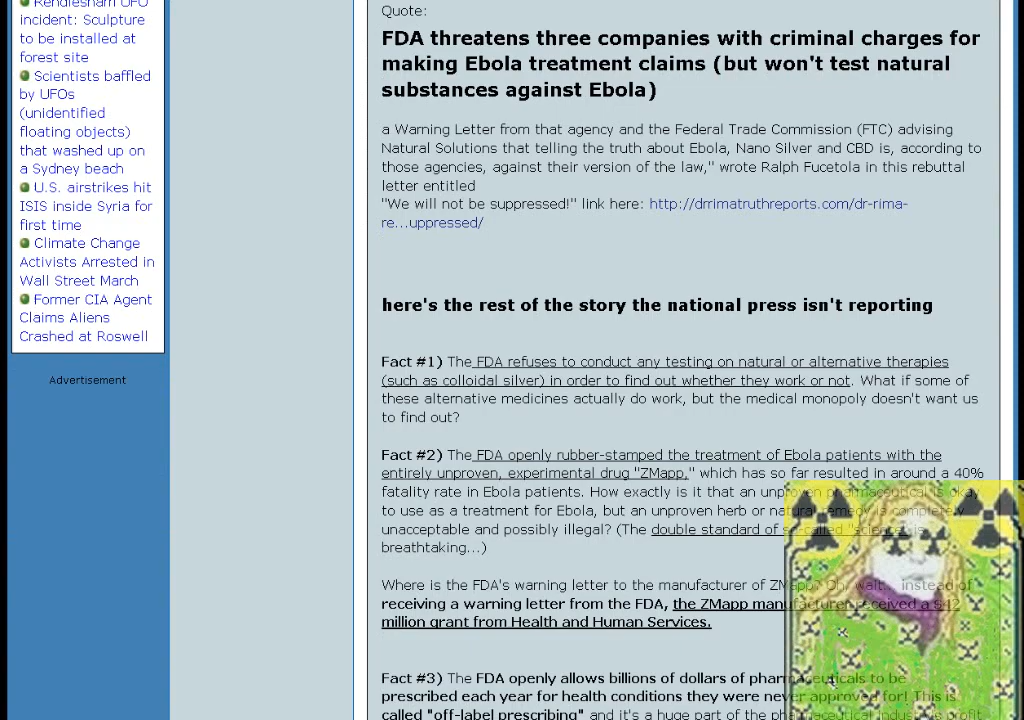 Rendlesham UFO
incident: Sculpture
to be installed at
forest site
Scientists baffled
by UFOs
(unidentified
floating objects)
that washed up on
a Sydney beach
U.S. airstrikes hit
ISIS inside Syria for
first time
Climate Change
Activists Arrested in
Wall Street March
Former CIA Agent
Claims Aliens
Crashed at Roswell
Advertisement
Quote:
FDA threatens three companies with criminal charges for
making Ebola treatment claims (but won't test natural
substances against Ebola)
a Warning Letter from that agency and the Federal Trade Commission (FTC) advising
Natural Solutions that telling the truth about Ebola, Nano Silver and CBD is, according to
those agencies, against their version of the law," wrote Ralph Fucetola in this rebuttal
letter entitled
"We will not be suppressed!" link here: http://drrimatruthreports.com/dr-rima-
re...uppressed/
here's the rest of the story the national press isn't reporting
Fact #1) The FDA refuses to conduct any testing on natural or alternative therapies
(such as colloidal silver) in order to find out whether they work or not. What if some of
these alternative medicines actually do work, but the medical monopoly doesn't want us
to find out?
Fact #2) The FDA openly rubber-stamped the treatment of Ebola patients with the
entirely unproven, experimental drug "ZMapp," which has so far resulted in around a 40%
fatality rate in Ebola patients. How exactly is it that an unproven pharmaceutical is okay
to use as a treatment for Ebola, but an unproven herb or natural remedy is completely
unacceptable and possibly illegal? (The double standard of so-called "science" is
breathtaking...)
Where is the FDA's warning letter to the manufacturer of ZMapp? Oh, wait... instead of
receiving a warning letter from the FDA, the ZMapp manufacturer received a $42
million grant from Health and Human Services.
Fact #3) The FDA openly allows billions of dollars of pharmaceuticals to be
prescribed each year for health conditions they were never approved for! This is
called "off-label prescribing" and it's a huge part of the pharmaceutical industry's profit